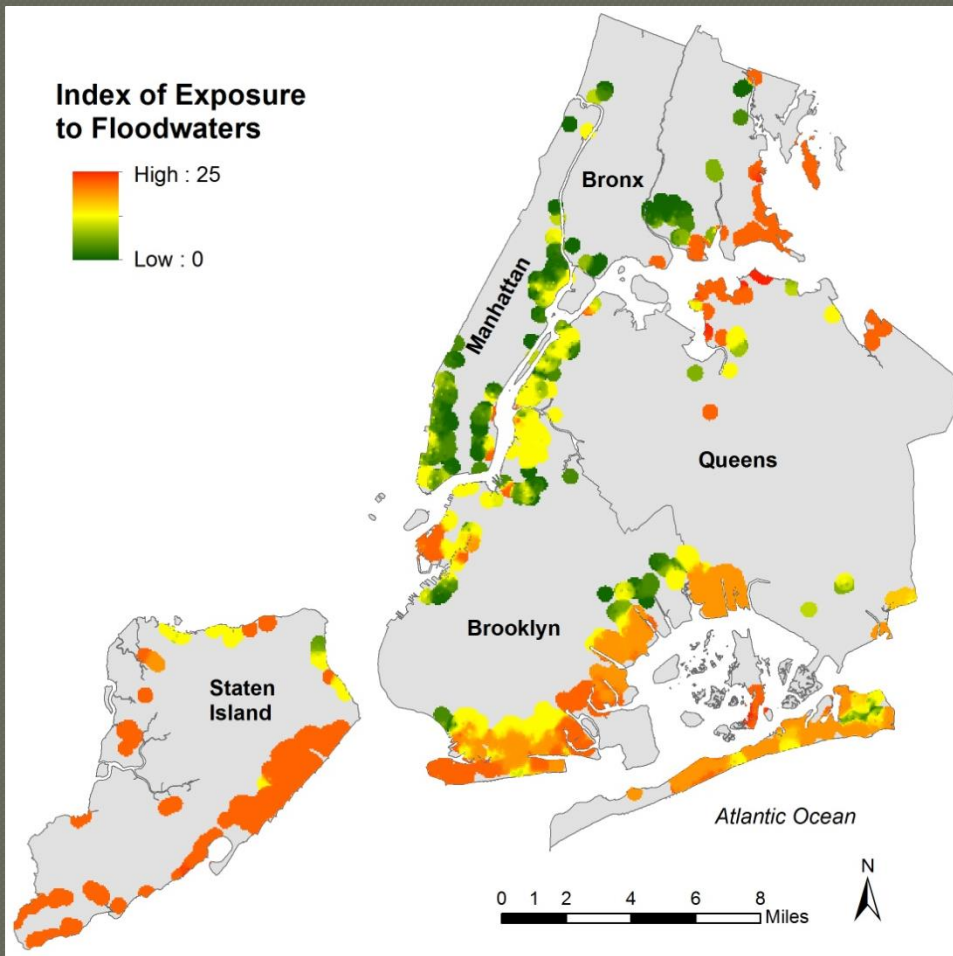 Index of Exposure
to Floodwaters
High : 25
Low : 0
Bronx
Manhattan
Queens
Brooklyn
Staten
Island
Atlantic Ocean
N
0 1 2 4 6 8
Miles